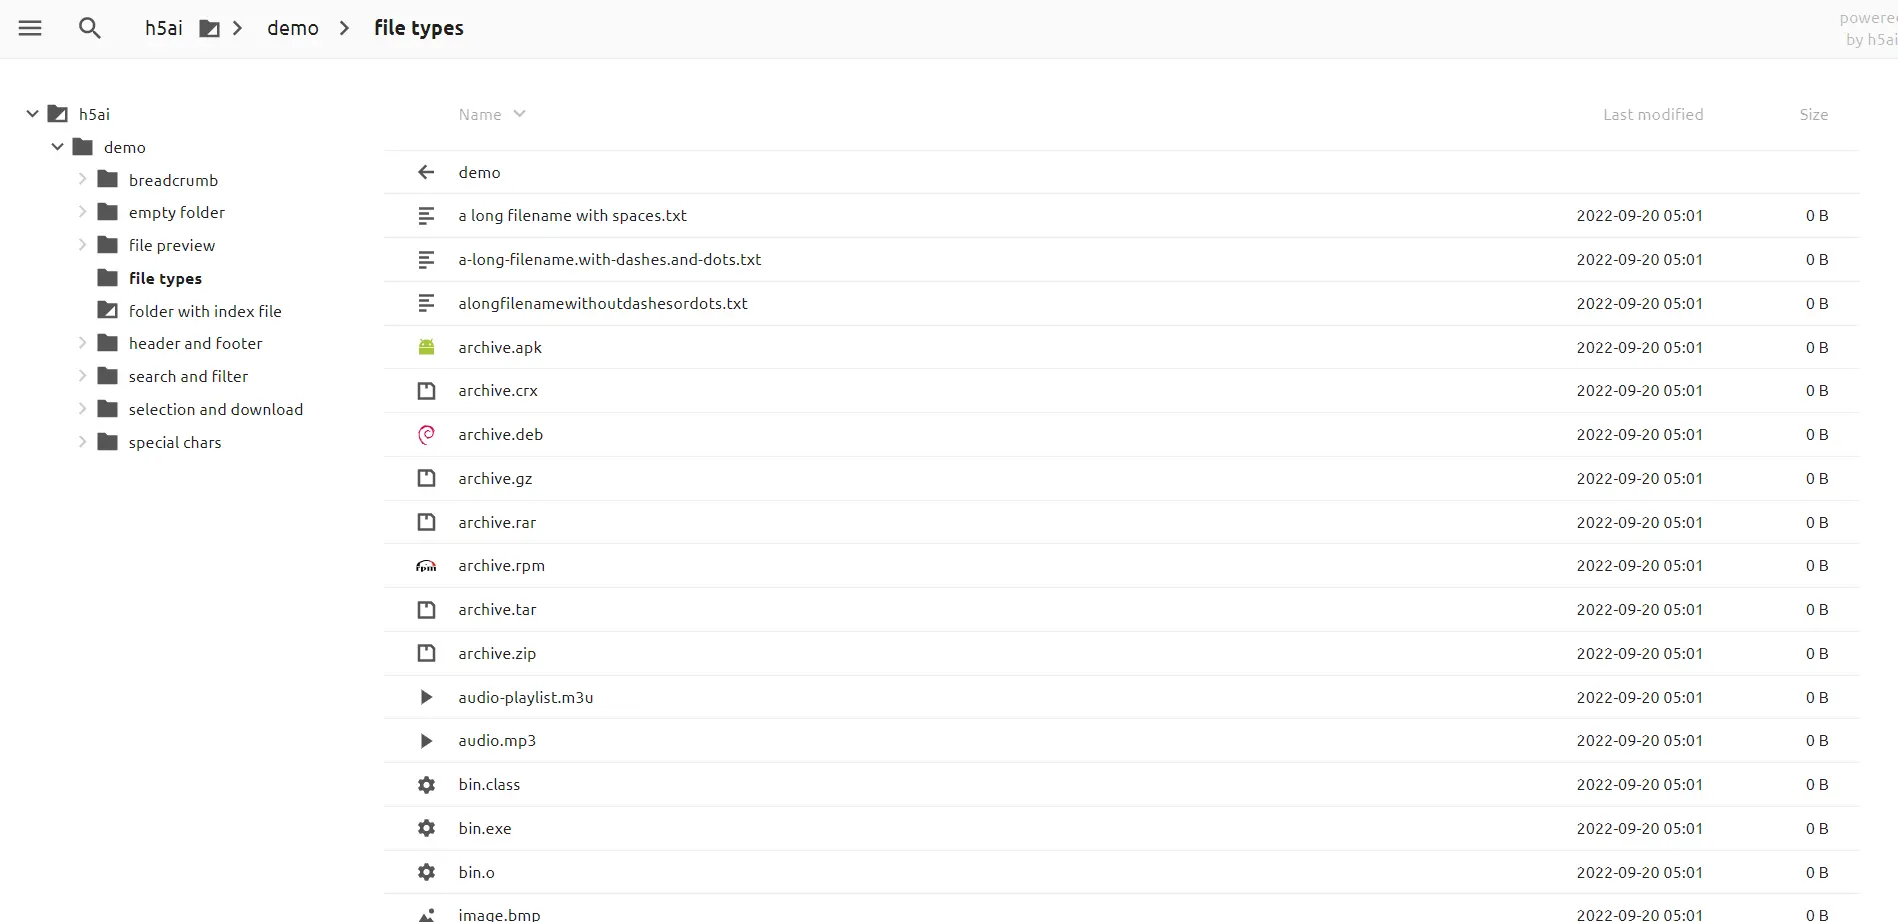 h5ai demo file types
powered
by h5ai
h5ai
demo
breadcrumb
empty folder
file preview
file types
folder with index file
header and footer
search and filter
selection and download
special chars
Name Last modified Size
demo
a long filename with spaces.txt 2022-09-20 05:01 0 B
a-long-filename.with-dashes.and-dots.txt 2022-09-20 05:01 0 B
alongfilenamewithoutdashesordots.txt 2022-09-20 05:01 0 B
archive.apk 2022-09-20 05:01 0 B
archive.crx 2022-09-20 05:01 0 B
archive.deb 2022-09-20 05:01 0 B
archive.gz 2022-09-20 05:01 0 B
archive.rar 2022-09-20 05:01 0 B
rpm archive.rpm 2022-09-20 05:01 0 B
archive.tar 2022-09-20 05:01 0 B
archive.zip 2022-09-20 05:01 0 B
audio-playlist.m3u 2022-09-20 05:01 0 B
audio.mp3 2022-09-20 05:01 0 B
bin.class 2022-09-20 05:01 0 B
bin.exe 2022-09-20 05:01 0 B
bin.o 2022-09-20 05:01 0 B
image.bmp 2022-09-20 05:01 0 B